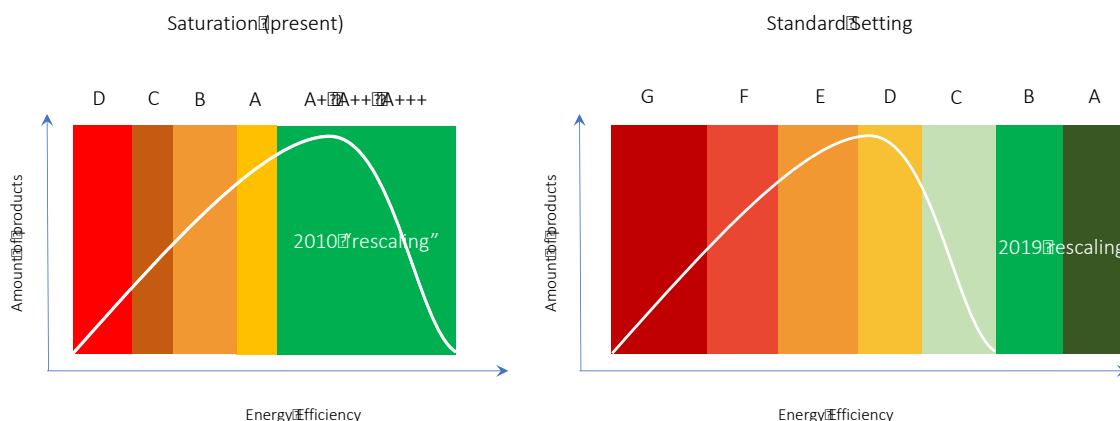 Saturation (present)
D C B A A+ A++ A+++
Amount of products
2010 "rescaling"
Energy Efficiency
Standard Setting
G F E D C B A
Amount of products
2019 rescaling
Energy Efficiency